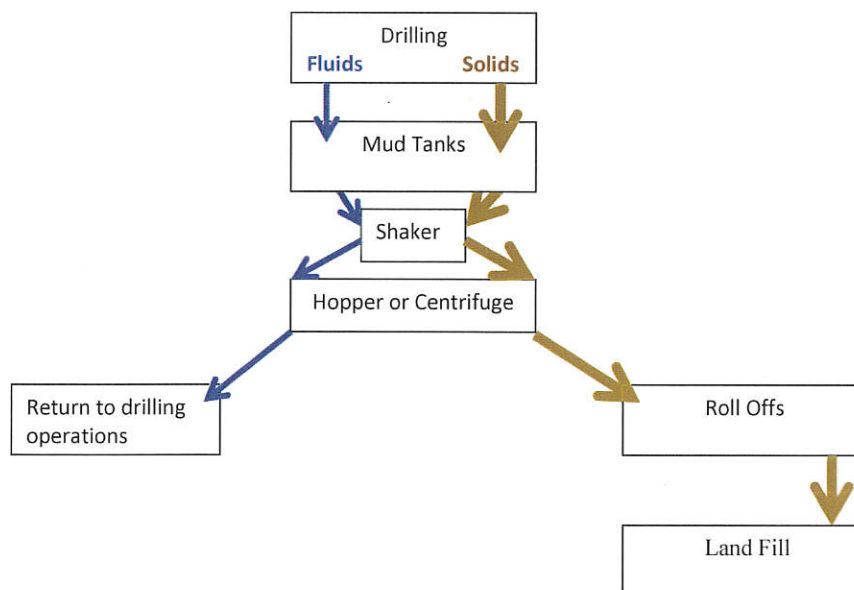 Drilling
Fluids Solids
Mud Tanks
Shaker
Hopper or Centrifuge
Return to drilling
operations
Roll Offs
Land Fill